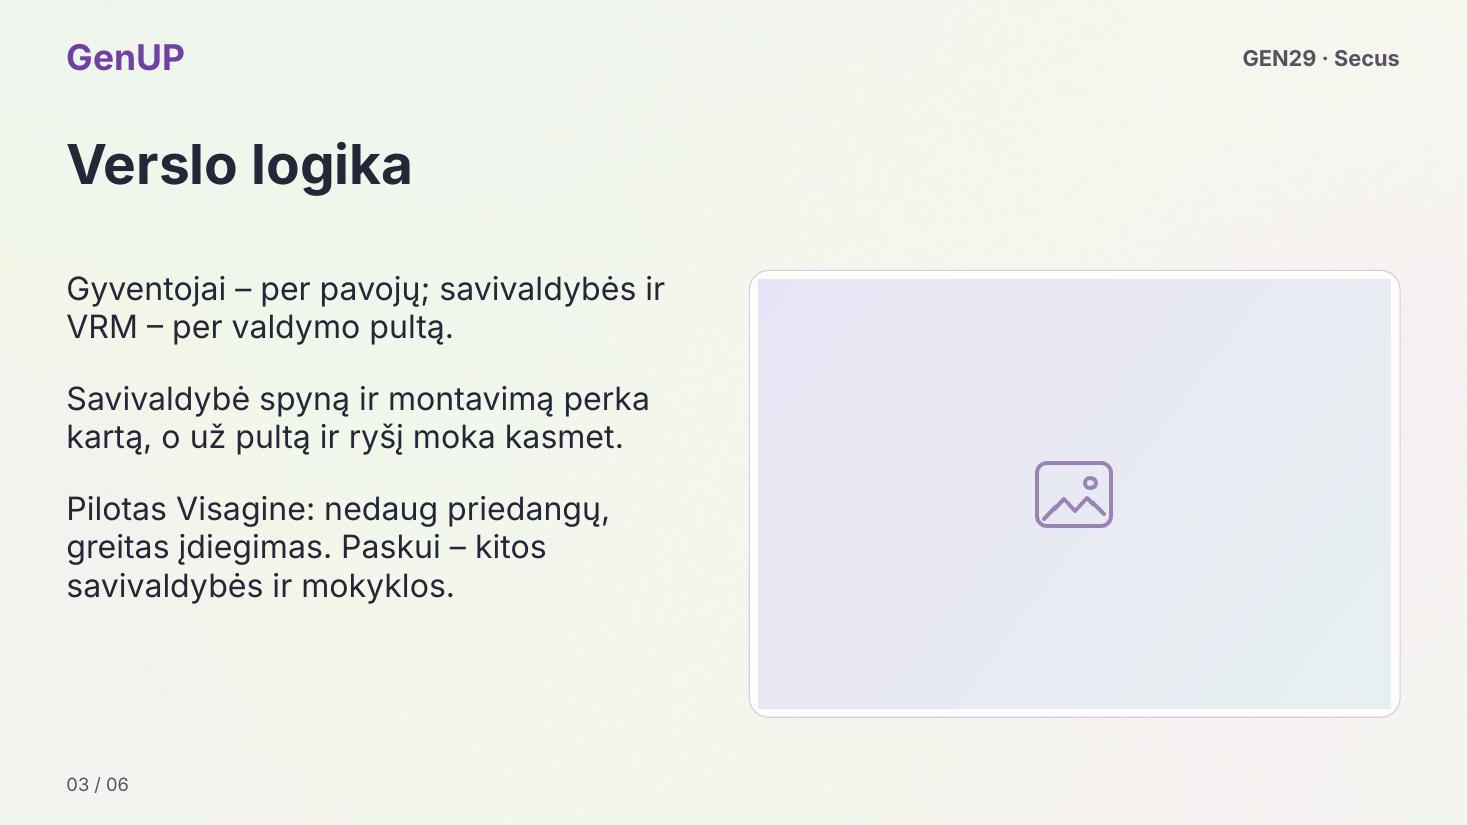 GenUP
GEN29 · Secus
Verslo logika
Gyventojai – per pavojų; savivaldybės ir
VRM – per valdymo pultą.
Savivaldybė spyną ir montavimą perka
kartą, o už pultą ir ryšį moka kasmet.
Pilotas Visagine: nedaug priedangų,
greitas įdiegimas. Paskui – kitos
savivaldybės ir mokyklos.
03 / 06